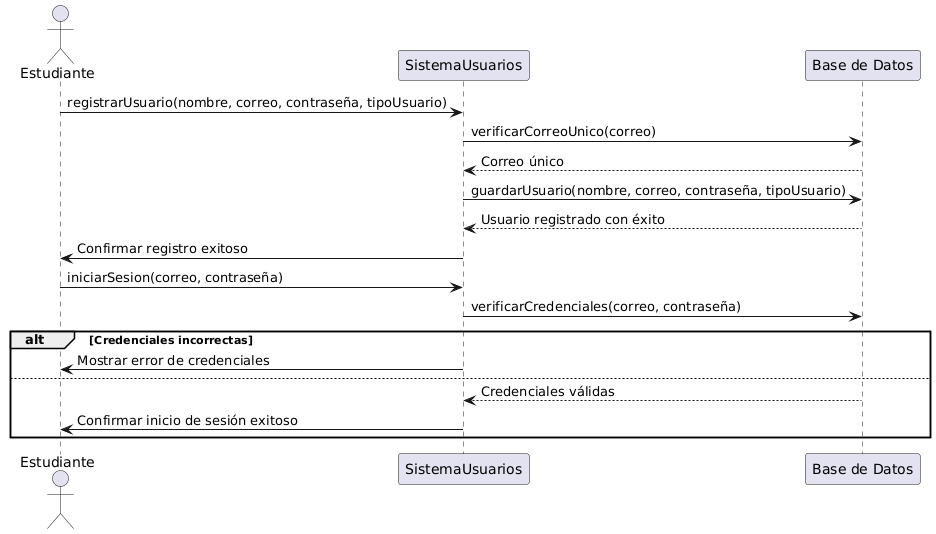 Estudiante
SistemaUsuarios
Base de Datos
registrarUsuario(nombre, correo, contraseña, tipoUsuario)
verificarCorreoUnico(correo)
Correo único
guardarUsuario(nombre, correo, contraseña, tipoUsuario)
Usuario registrado con éxito
Confirmar registro exitoso
iniciarSesion(correo, contraseña)
verificarCredenciales(correo, contraseña)
alt
[Credenciales incorrectas]
Mostrar error de credenciales
Credenciales válidas
Confirmar inicio de sesión exitoso
Estudiante
SistemaUsuarios
Base de Datos